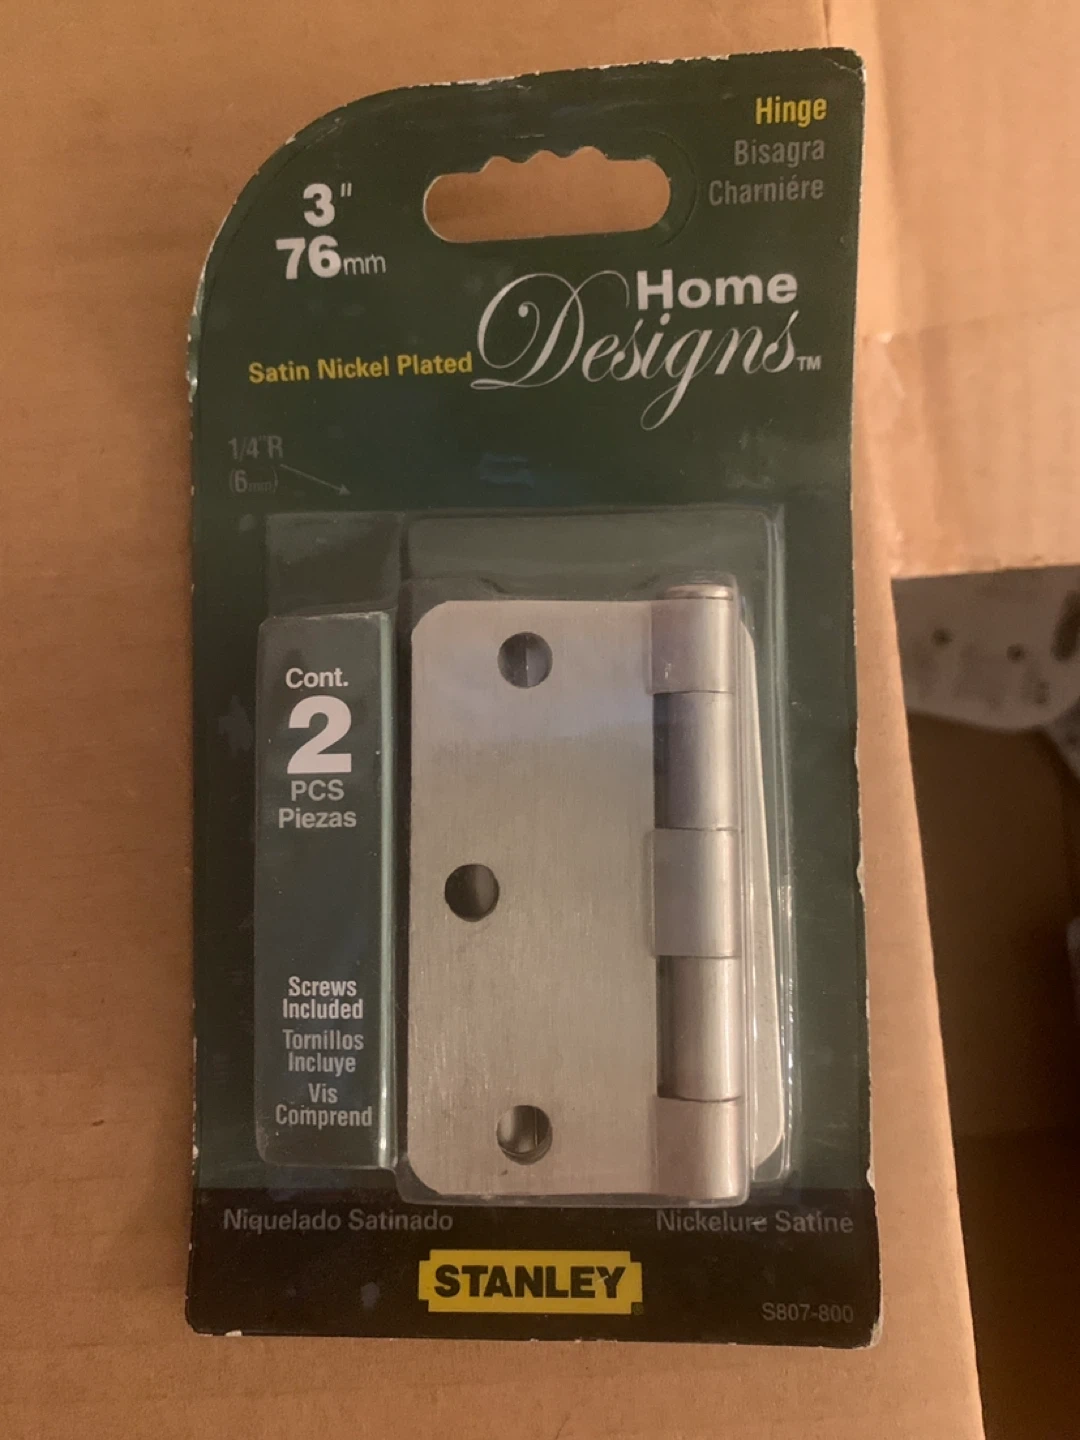 Hinge
Bisagra
Charniére
3"
76mm
Home
Designs™
Satin Nickel Plated
1/4"R
(6mm)
Cont.
2
PCS
Piezas
Screws
Included
Tornillos
Incluye
Vis
Comprend
Niquelado Satinado
Nickelure Satine
STANLEY®
S807-800